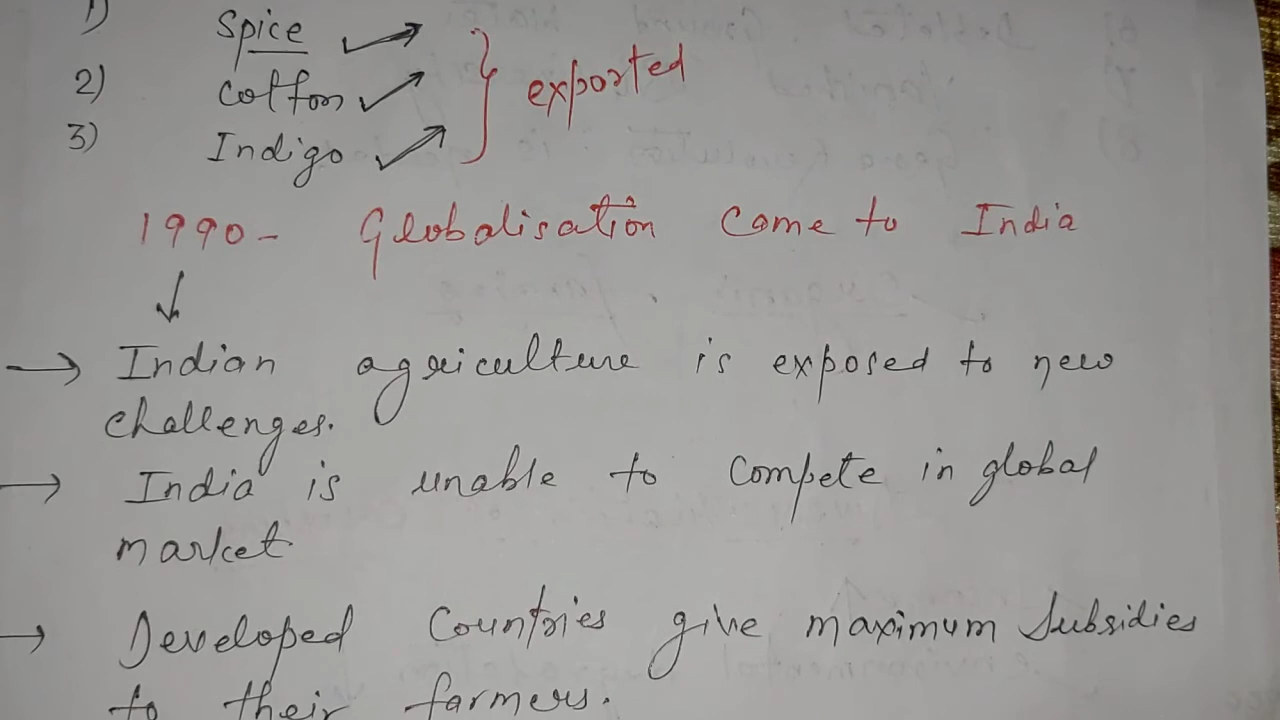 1) Spice
2) Cotton } exported
3) Indigo
1990- Globalisation Come to India
↓
→ Indian agriculture is exposed to new
challenges.
→ India is unable to compete in global
market.
→ Developed Countries give maximum Subsidies
to their farmers.